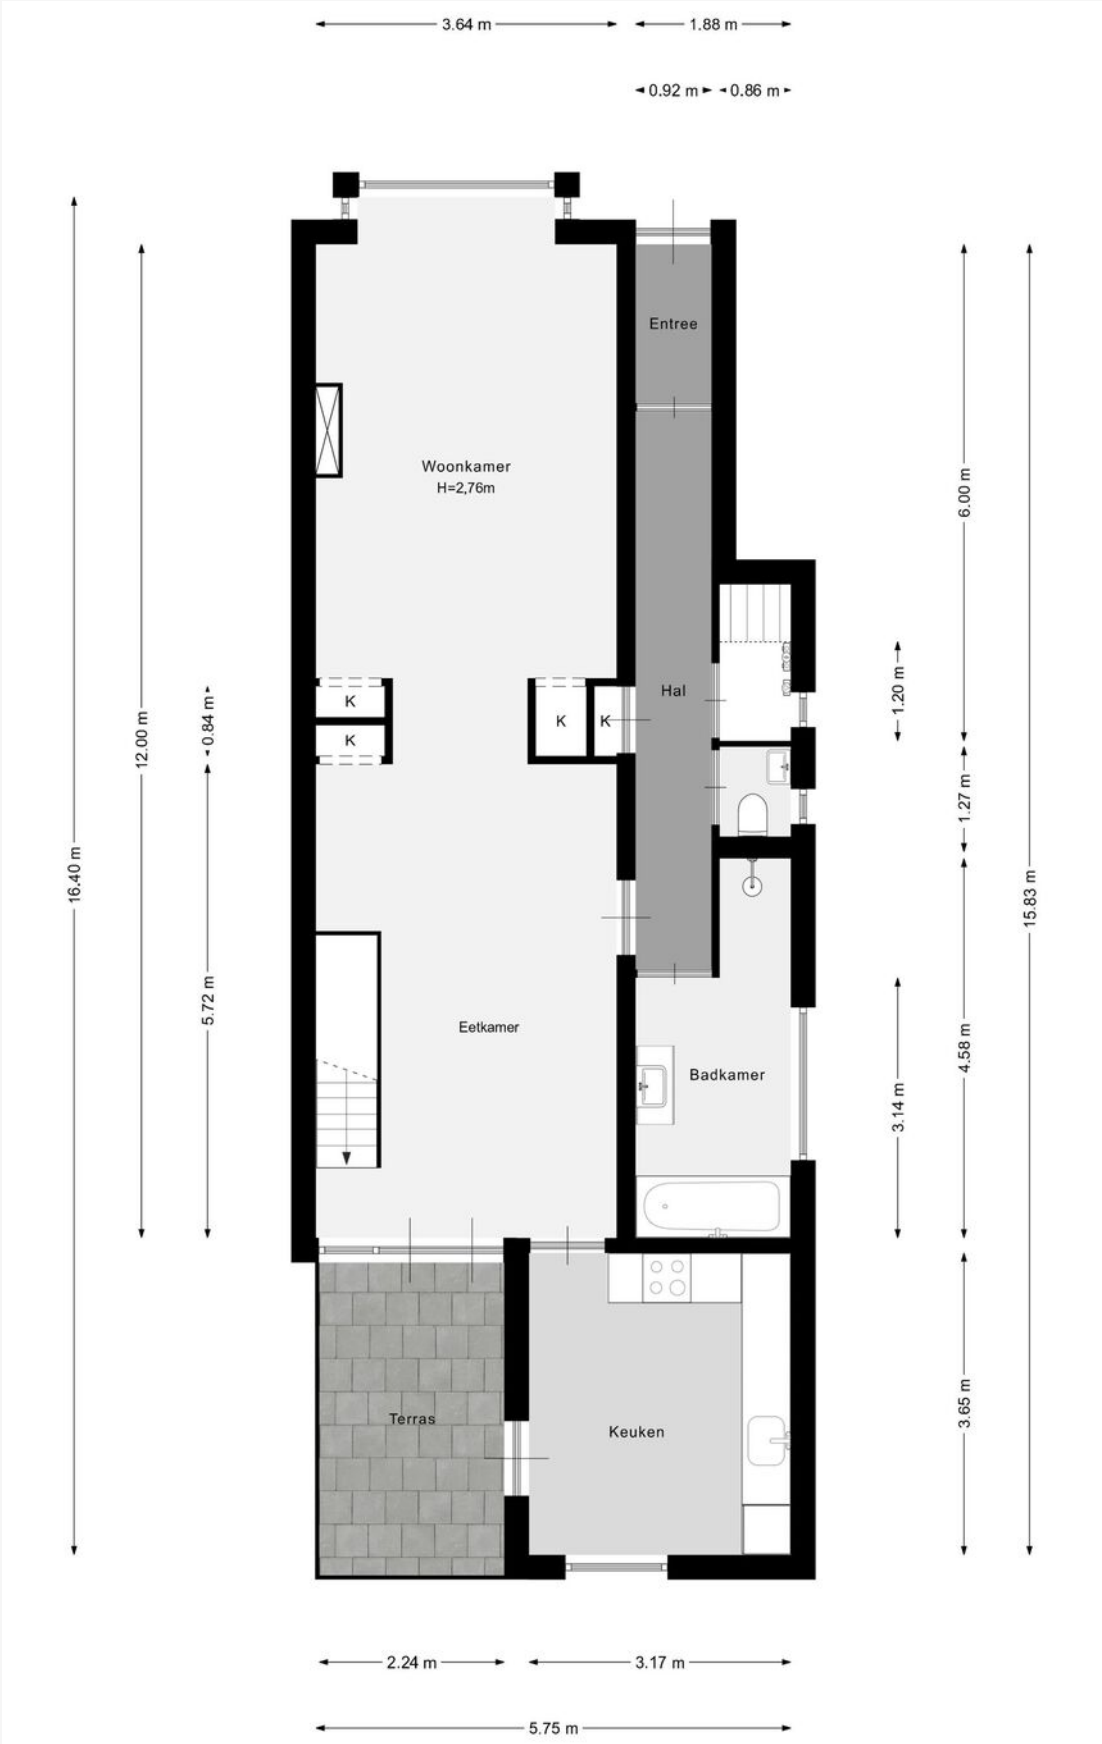 3.64 m
1.88 m
0.92 m
0.86 m
Entree
Woonkamer
H=2,76m
6.00 m
Hal
K
K
K
K
1.20 m
0.84 m
12.00 m
1.27 m
16.40 m
15.83 m
5.72 m
Eetkamer
4.58 m
Badkamer
3.14 m
3.65 m
Terras
Keuken
2.24 m
3.17 m
5.75 m